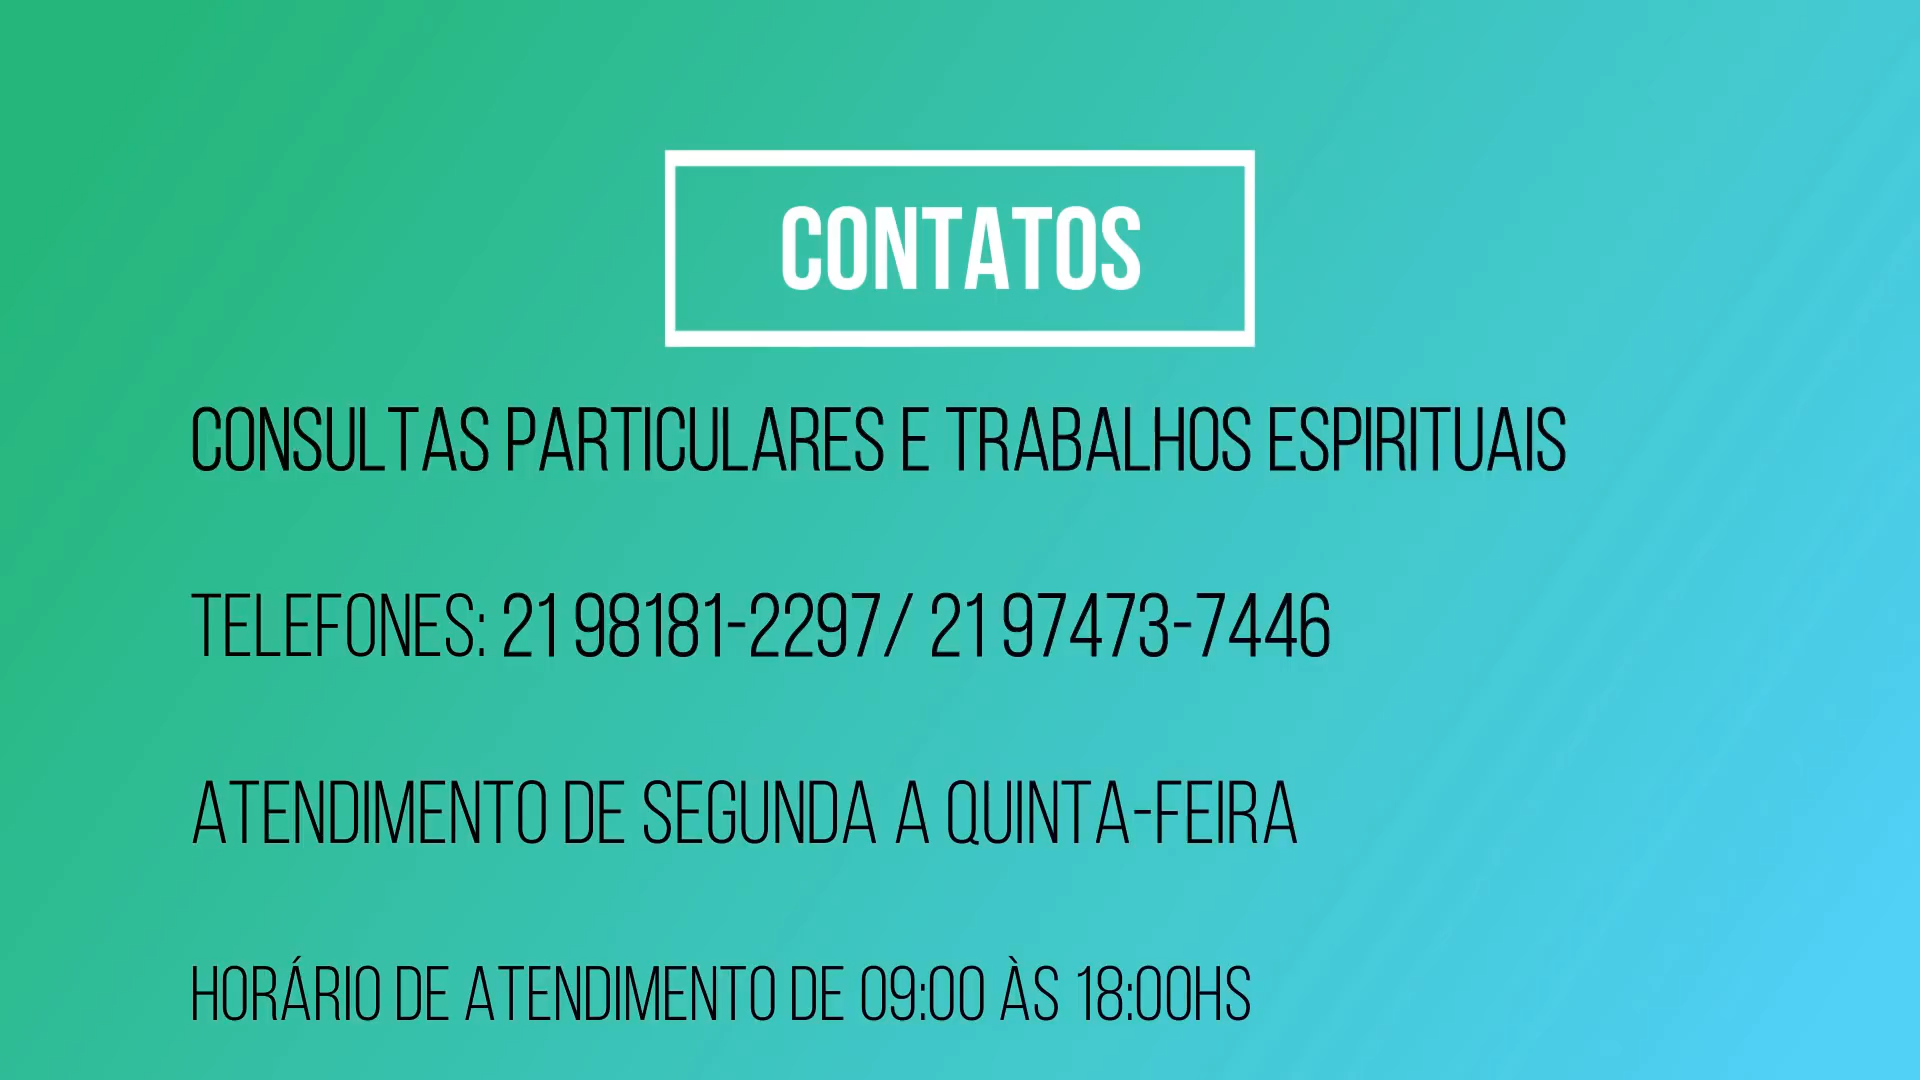 CONTATOS
CONSULTAS PARTICULARES E TRABALHOS ESPIRITUAIS
TELEFONES: 21 98181-2297/ 21 97473-7446
ATENDIMENTO DE SEGUNDA A QUINTA-FEIRA
HORÁRIO DE ATENDIMENTO DE 09:00 ÀS 18:00HS